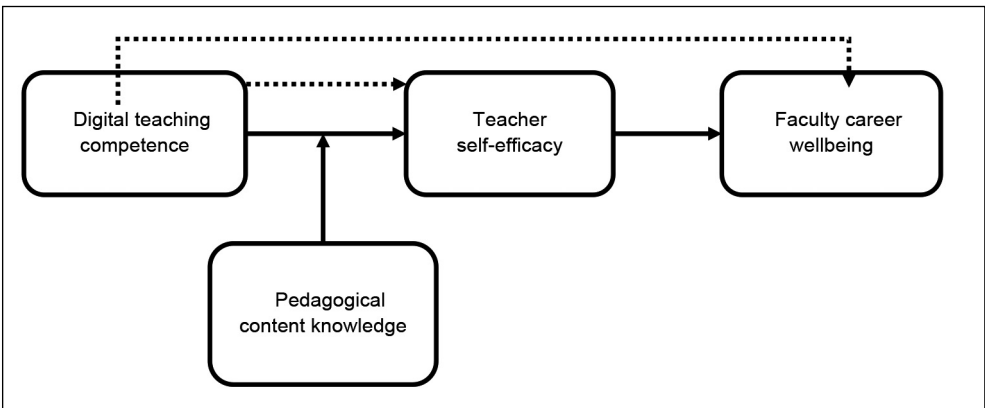 Digital teaching
competence
Teacher
self-efficacy
Faculty career
wellbeing
Pedagogical
content knowledge